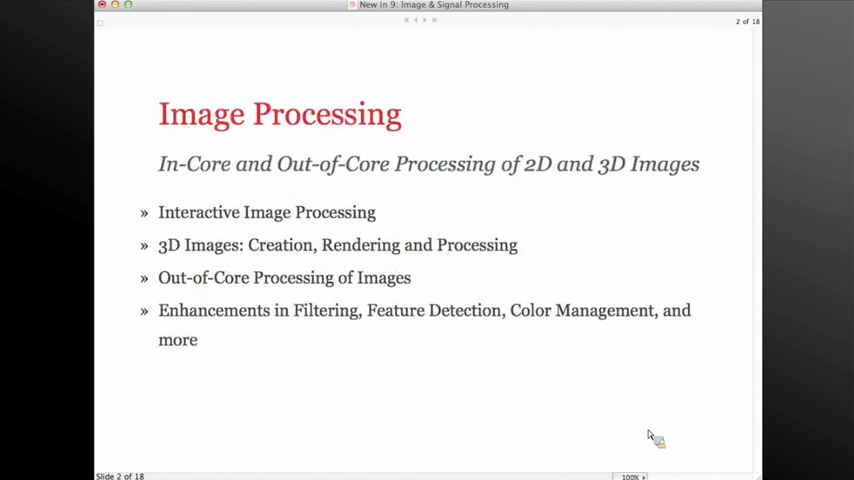 New in 9: Image & Signal Processing
2 of 18
Image Processing
In-Core and Out-of-Core Processing of 2D and 3D Images
» Interactive Image Processing
» 3D Images: Creation, Rendering and Processing
» Out-of-Core Processing of Images
» Enhancements in Filtering, Feature Detection, Color Management, and
more
Slide 2 of 18
100%